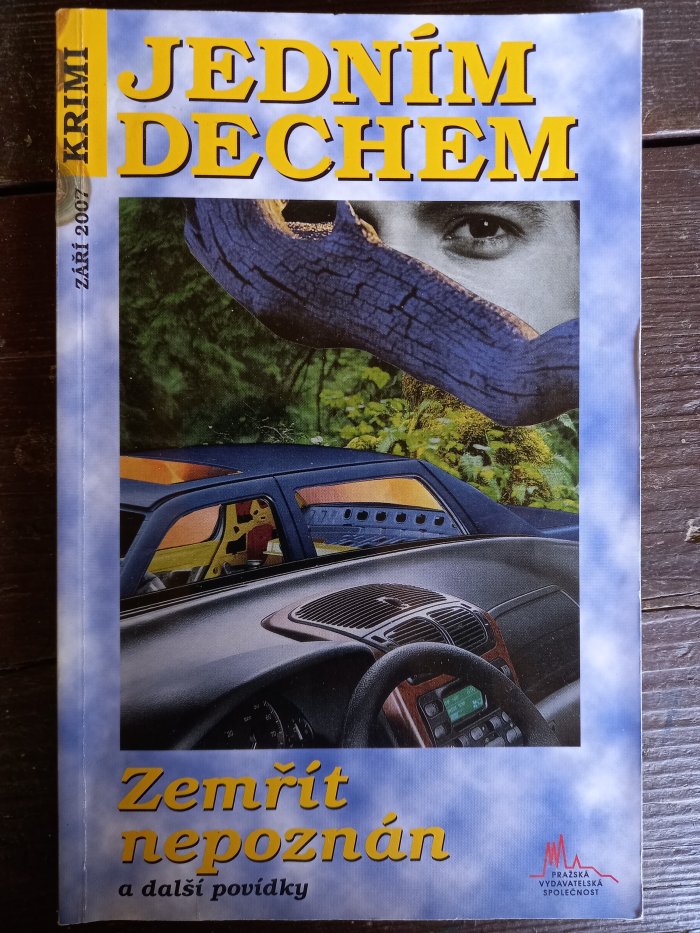 KRIMI
ZÁŘÍ 2007
JEDNÍM
DECHEM
Zemřít
nepoznán
a další povídky
PRAŽSKÁ
VYDAVATELSKÁ
SPOLEČNOST